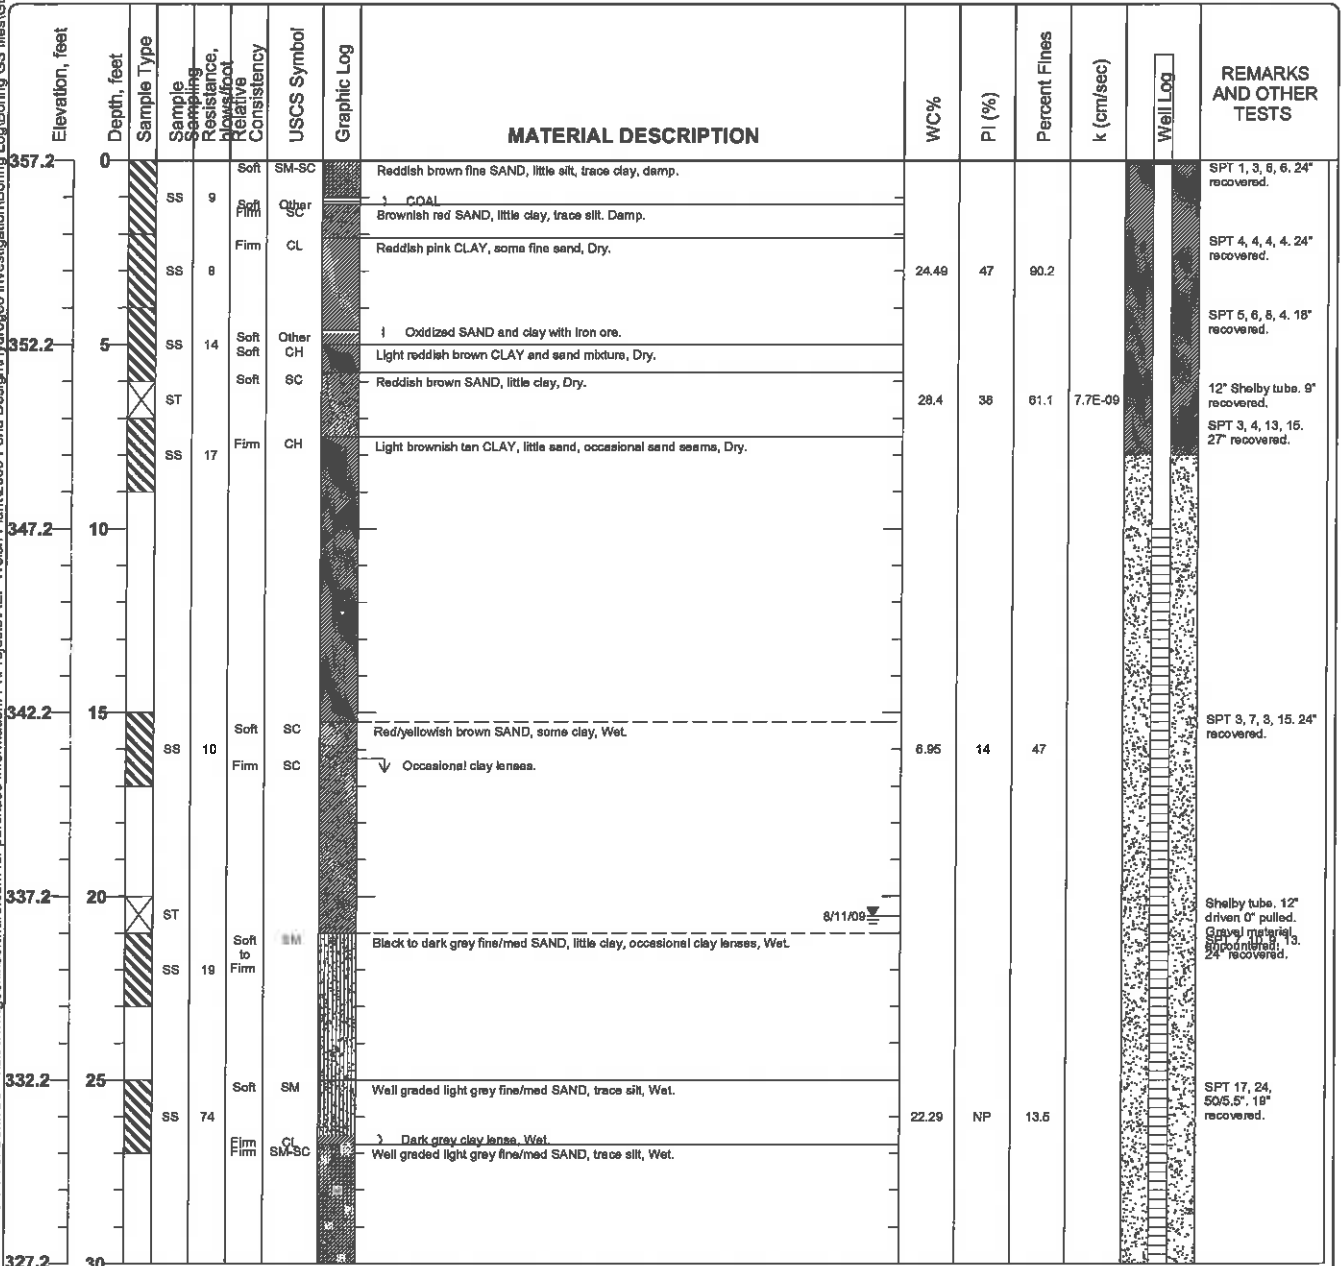 Elevation, feet
Depth, feet
Sample Type
Sample
Sampling
Resistance,
blows/foot
Relative
Consistency
USCS Symbol
Graphic Log
MATERIAL DESCRIPTION
WC%
PI (%)
Percent Fines
k (cm/sec)
Well Log
REMARKS
AND OTHER
TESTS
357.2 0
Soft SM-SC Reddish brown fine SAND, little silt, trace clay, damp.
SPT 1, 3, 6, 6. 24"
recovered.
SS 9
Soft Other COAL
Firm SC Brownish red SAND, little clay, trace silt. Damp.
Firm CL Reddish pink CLAY, some fine sand, Dry.
SPT 4, 4, 4, 4. 24"
recovered.
SS 8 24.49 47 90.2
SPT 5, 6, 8, 4. 18"
recovered.
Soft Other Oxidized SAND and clay with iron ore.
352.2 5 SS 14
Soft CH Light reddish brown CLAY and sand mixture, Dry.
Soft SC Reddish brown SAND, little clay, Dry.
ST 28.4 38 61.1 7.7E-09
12" Shelby tube. 9"
recovered.
SPT 3, 4, 13, 15.
27" recovered.
Firm CH Light brownish tan CLAY, little sand, occasional sand seams, Dry.
SS 17
347.2 10
342.2 15
SPT 3, 7, 3, 15. 24"
recovered.
Soft SC Red/yellowish brown SAND, some clay, Wet.
SS 10 6.95 14 47
Firm SC Occasional clay lenses.
337.2 20
ST
8/11/09
Shelby tube. 12"
driven 0" pulled.
Gravel material
encountered.
SPT 7, 10, 9, 13.
24" recovered.
Soft
to
Firm
SM Black to dark grey fine/med SAND, little clay, occasional clay lenses, Wet.
SS 19
332.2 25
Soft SM Well graded light grey fine/med SAND, trace silt, Wet.
SPT 17, 24,
50/5.5". 19"
recovered.
SS 74 22.29 NP 13.5
Firm CL Dark grey clay lense, Wet.
Firm SM-SC Well graded light grey fine/med SAND, trace silt, Wet.
327.2 30